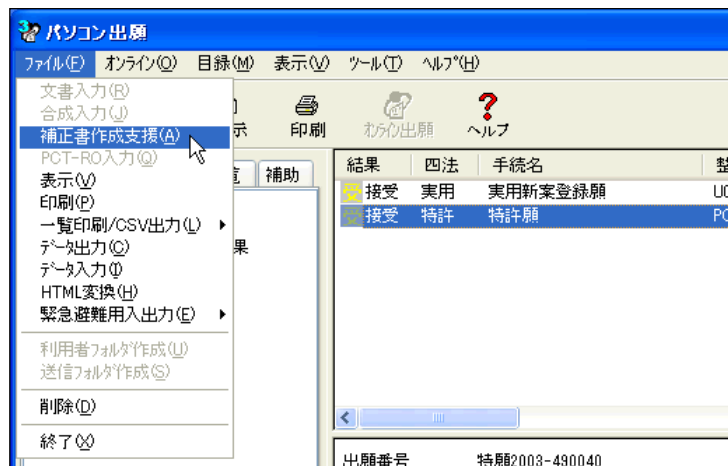 パソコン出願
ファイル(F) オンライン(O) 目録(M) 表示(V) ツール(T) ヘルプ(H)
文書入力(R)
合成入力(J)
補正書作成支援(A)
PCT-RO入力(Q)
表示(V)
印刷(P)
一覧印刷/CSV出力(L)
データ出力(C)
データ入力(I)
HTML変換(H)
緊急避難用入出力(E)
利用者フォルダ作成(U)
送信フォルダ作成(S)
削除(D)
終了(X)
示 印刷 オンライン出願 ヘルプ
補助
果
結果 四法 手続名 整
受 接受 実用 実用新案登録願
受 接受 特許 特許願 PC
出願番号 特願2003-490040